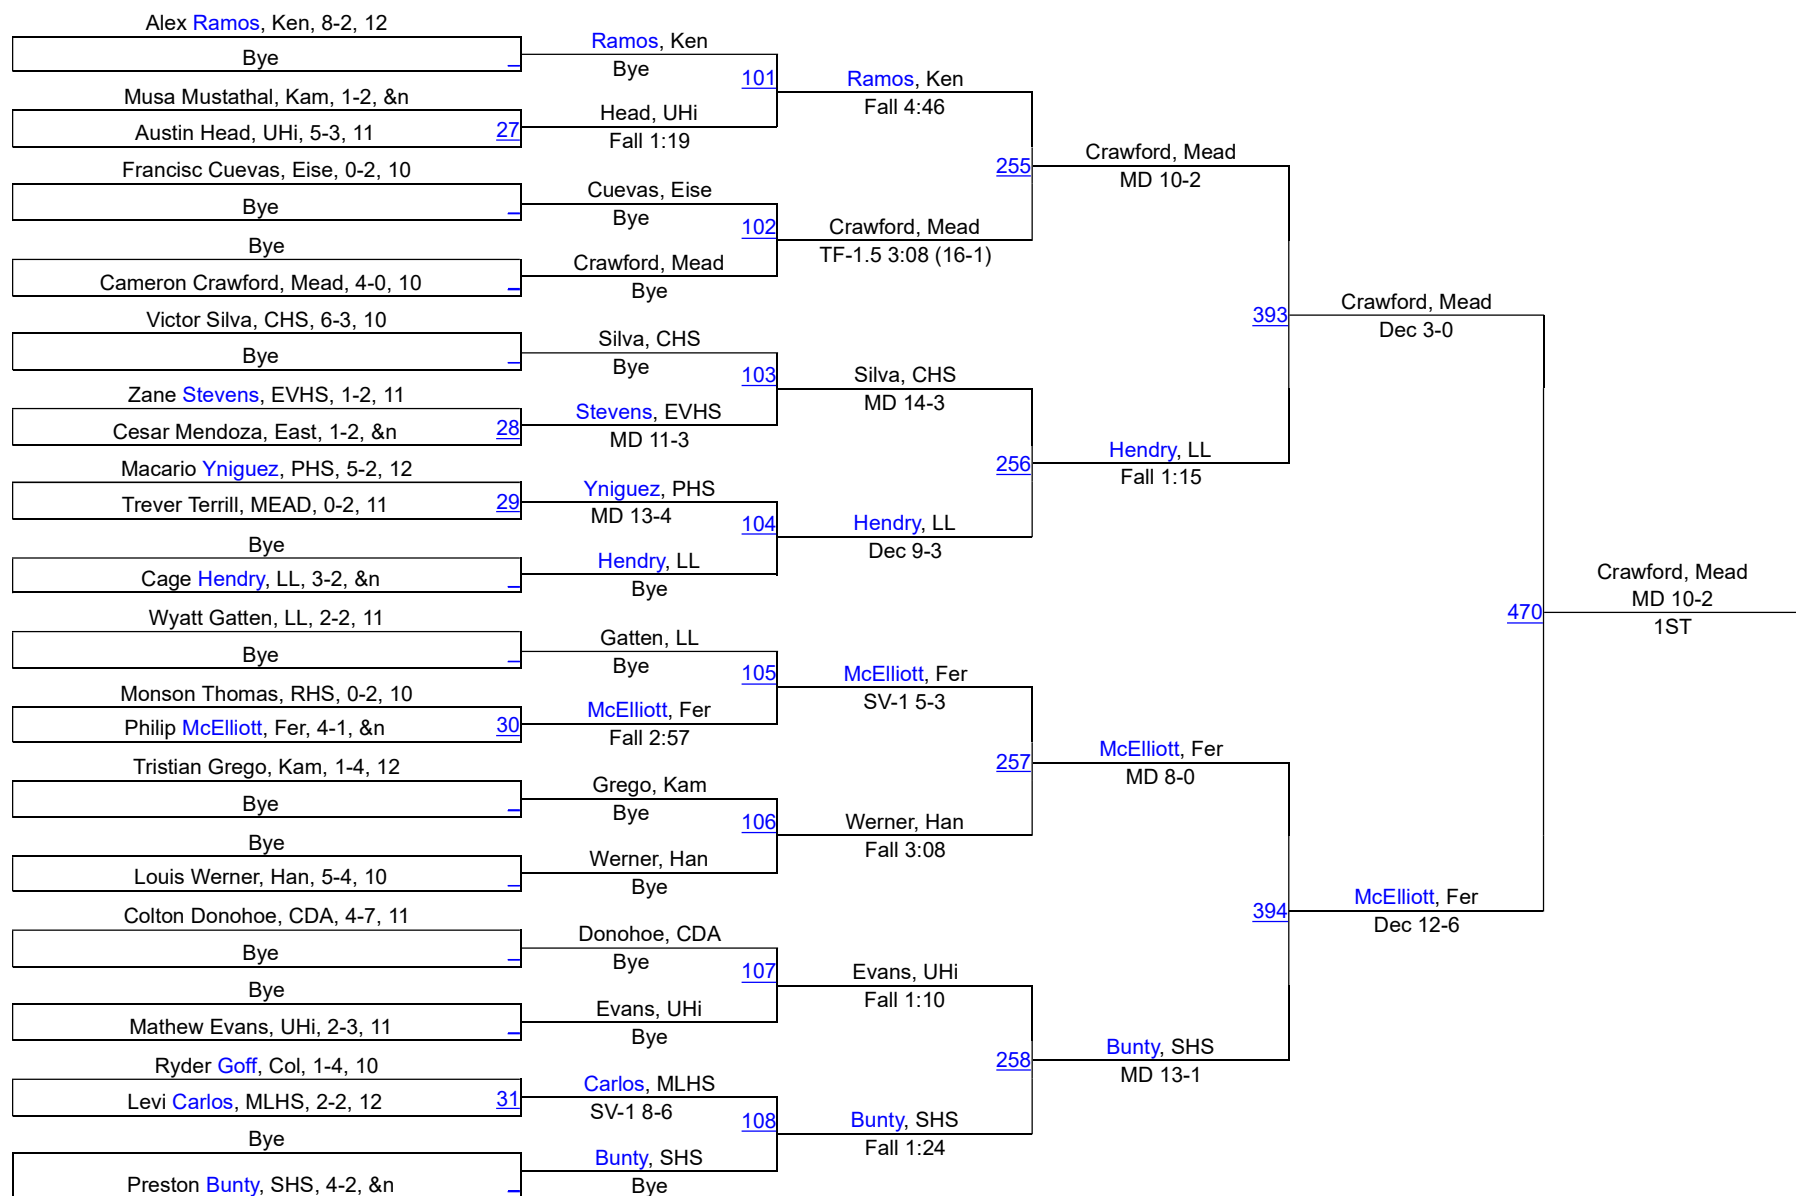 Alex Ramos, Ken, 8-2, 12
Bye
Musa Mustathal, Kam, 1-2, &n
Austin Head, UHi, 5-3, 11
27
Francisc Cuevas, Eise, 0-2, 10
Bye
Bye
Cameron Crawford, Mead, 4-0, 10
Victor Silva, CHS, 6-3, 10
Bye
Zane Stevens, EVHS, 1-2, 11
Cesar Mendoza, East, 1-2, &n
28
Macario Yniguez, PHS, 5-2, 12
Trever Terrill, MEAD, 0-2, 11
29
Bye
Cage Hendry, LL, 3-2, &n
Wyatt Gatten, LL, 2-2, 11
Bye
Monson Thomas, RHS, 0-2, 10
Philip McElliott, Fer, 4-1, &n
30
Tristian Grego, Kam, 1-4, 12
Bye
Bye
Louis Werner, Han, 5-4, 10
Colton Donohoe, CDA, 4-7, 11
Bye
Bye
Mathew Evans, UHi, 2-3, 11
Ryder Goff, Col, 1-4, 10
Levi Carlos, MLHS, 2-2, 12
31
Bye
Preston Bunty, SHS, 4-2, &n
Ramos, Ken
Bye
101
Head, UHi
Fall 1:19
Cuevas, Eise
Bye
102
Crawford, Mead
Bye
Silva, CHS
Bye
103
Stevens, EVHS
MD 11-3
Yniguez, PHS
MD 13-4
104
Hendry, LL
Bye
Gatten, LL
Bye
105
McElliott, Fer
Fall 2:57
Grego, Kam
Bye
106
Werner, Han
Bye
Donohoe, CDA
Bye
107
Evans, UHi
Bye
Carlos, MLHS
SV-1 8-6
108
Bunty, SHS
Bye
Ramos, Ken
Fall 4:46
255
Crawford, Mead
TF-1.5 3:08 (16-1)
Silva, CHS
MD 14-3
256
Hendry, LL
Dec 9-3
McElliott, Fer
SV-1 5-3
257
Werner, Han
Fall 3:08
Evans, UHi
Fall 1:10
258
Bunty, SHS
Fall 1:24
Crawford, Mead
MD 10-2
393
Hendry, LL
Fall 1:15
McElliott, Fer
MD 8-0
394
Bunty, SHS
MD 13-1
Crawford, Mead
Dec 3-0
470
McElliott, Fer
Dec 12-6
Crawford, Mead
MD 10-2
1ST